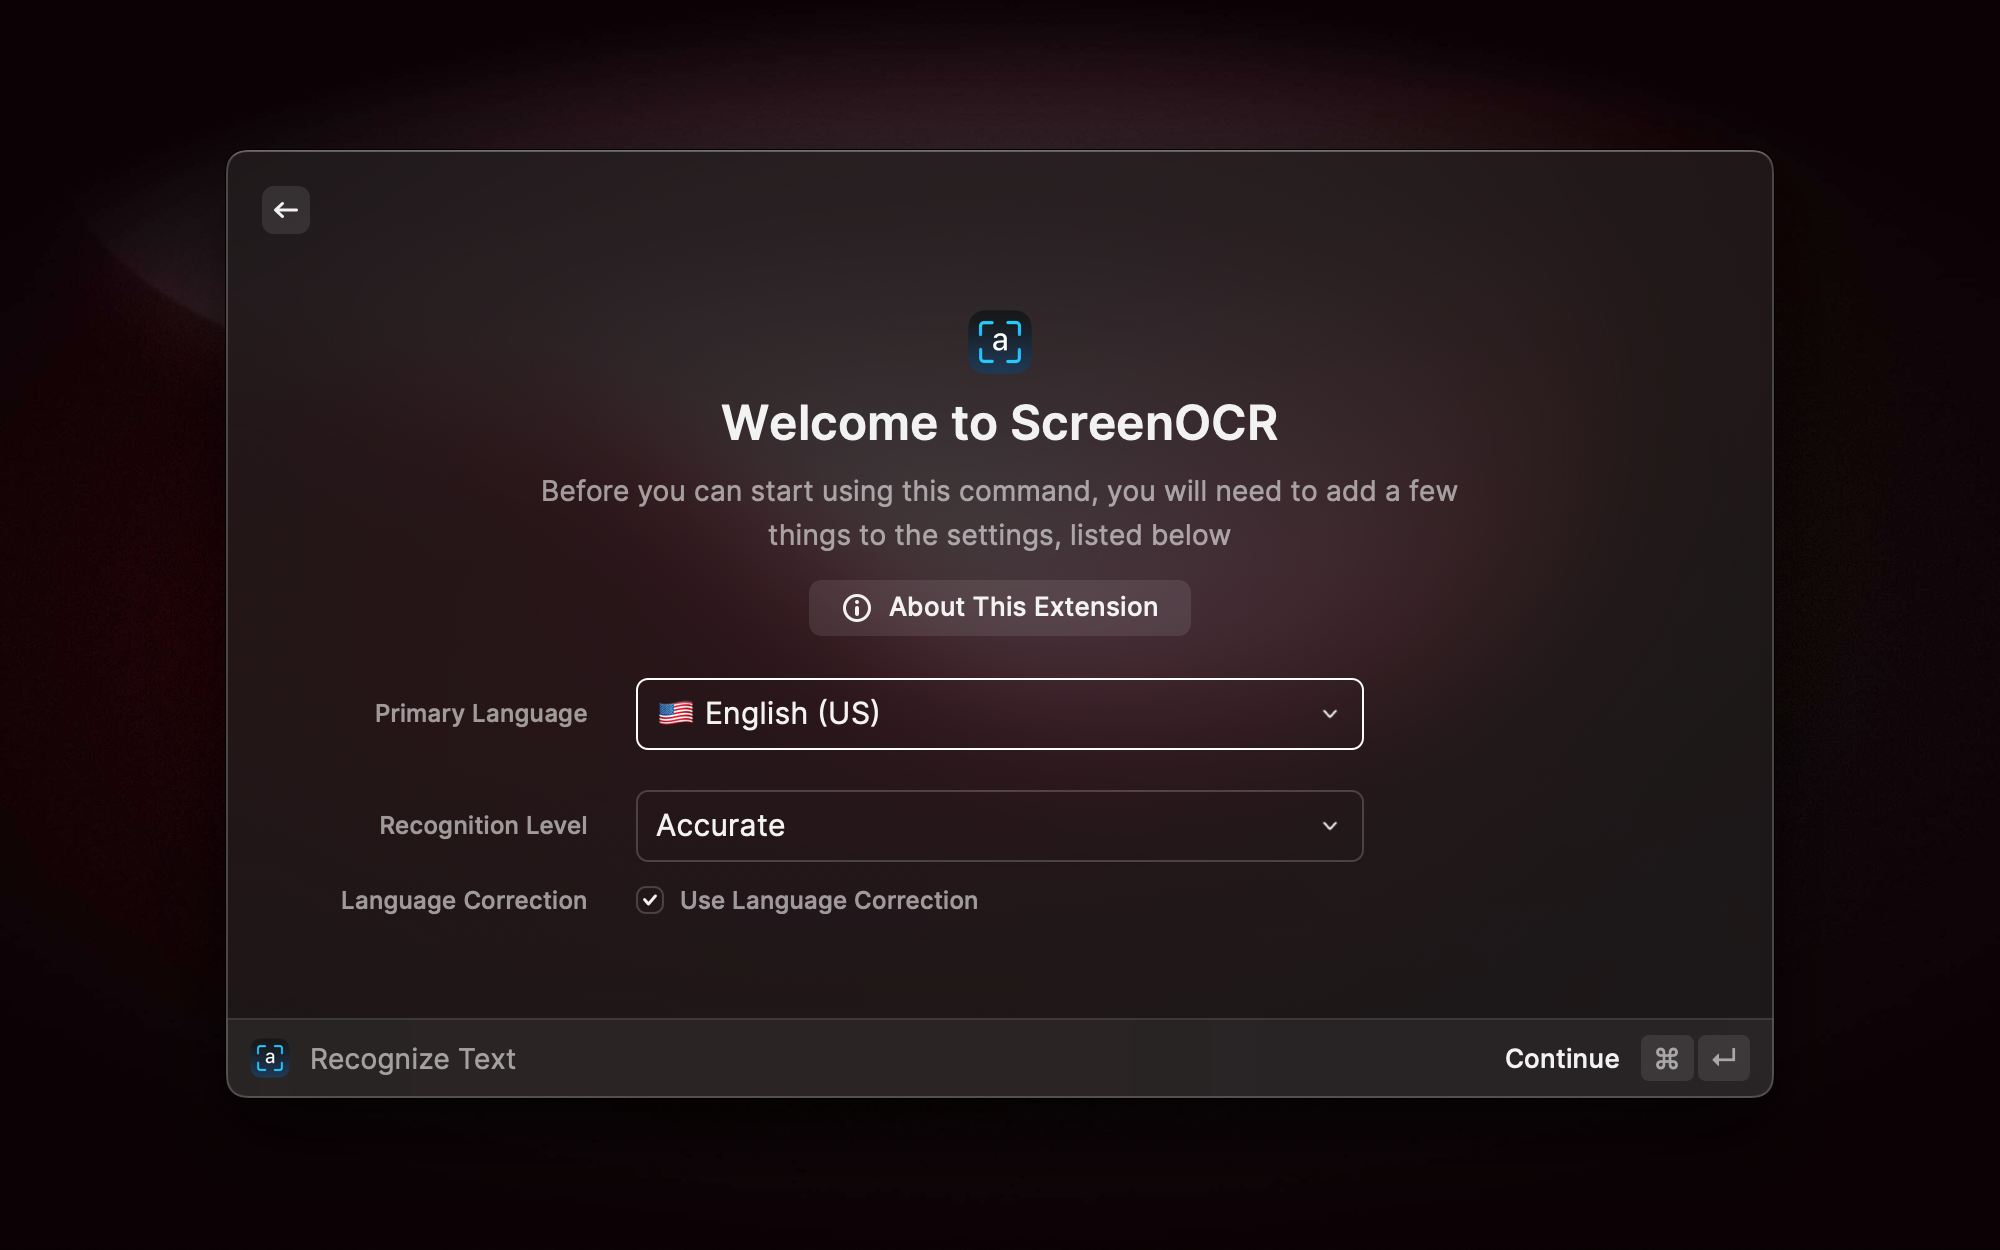 a
Welcome to ScreenOCR
Before you can start using this command, you will need to add a few
things to the settings, listed below
About This Extension
Primary Language
🇺🇸 English (US)
Recognition Level
Accurate
Language Correction
Use Language Correction
a
Recognize Text
Continue ⌘ ↵